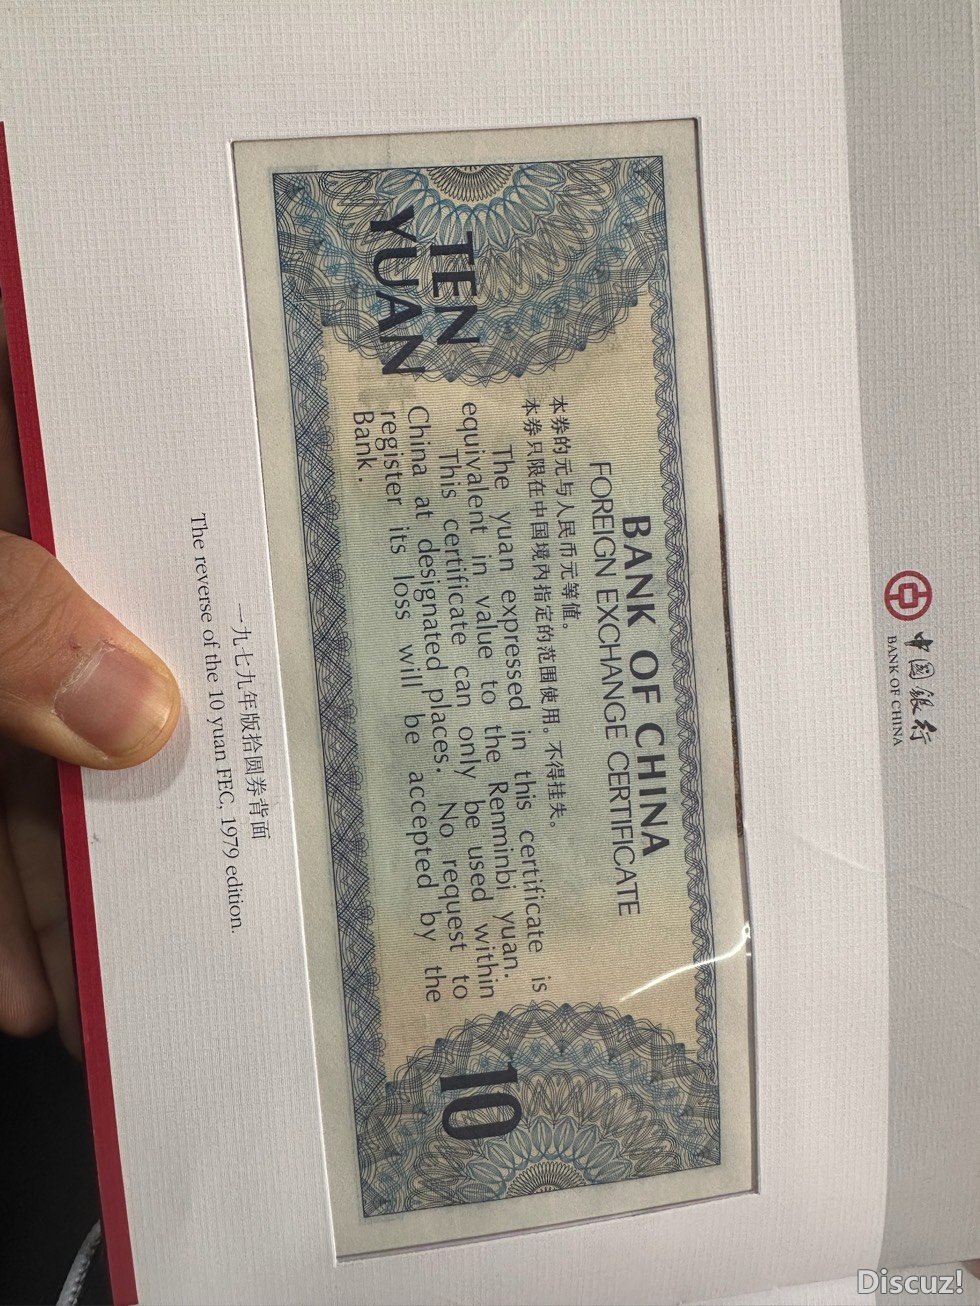 中國銀行
BANK OF CHINA
BANK OF CHINA
FOREIGN EXCHANGE CERTIFICATE
本券的元与人民币元等值。
本券只限在中国境内指定的范围使用。不得挂失。
The yuan expressed in this certificate is
equivalent in value to the Renminbi yuan.
This certificate can only be used within
China at designated places. No request to
register its loss will be accepted by the
Bank.
TEN
YUAN
10
一九七九年版拾圆券背面
The reverse of the 10 yuan FEC, 1979 edition.
Discuz!